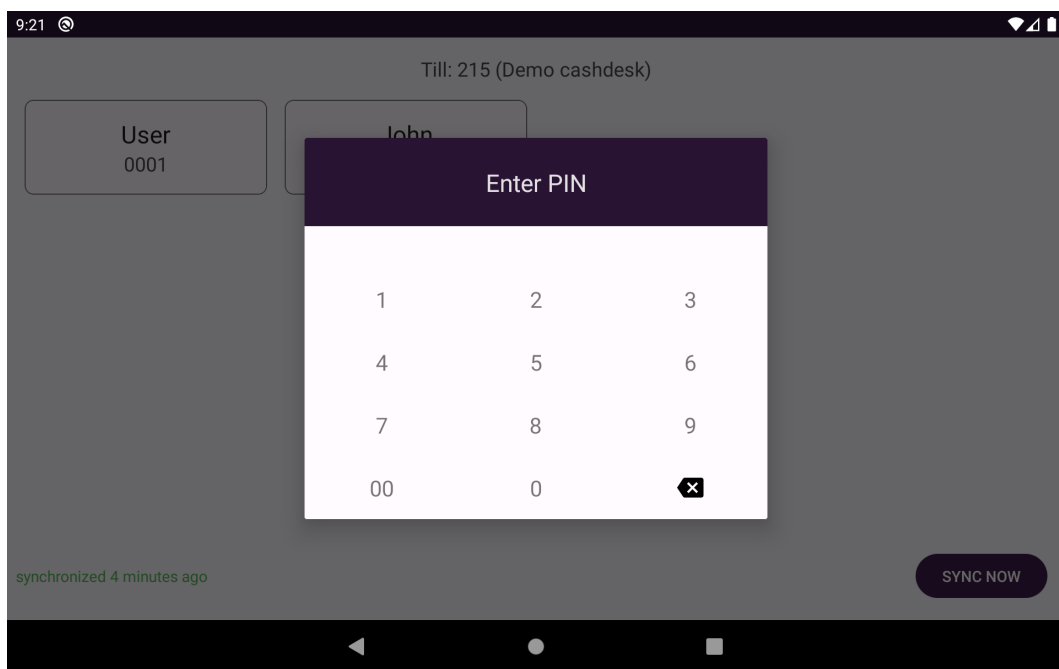 9:21
Till: 215 (Demo cashdesk)
User
0001
John
Enter PIN
1 2 3
4 5 6
7 8 9
00 0
synchronized 4 minutes ago
SYNC NOW